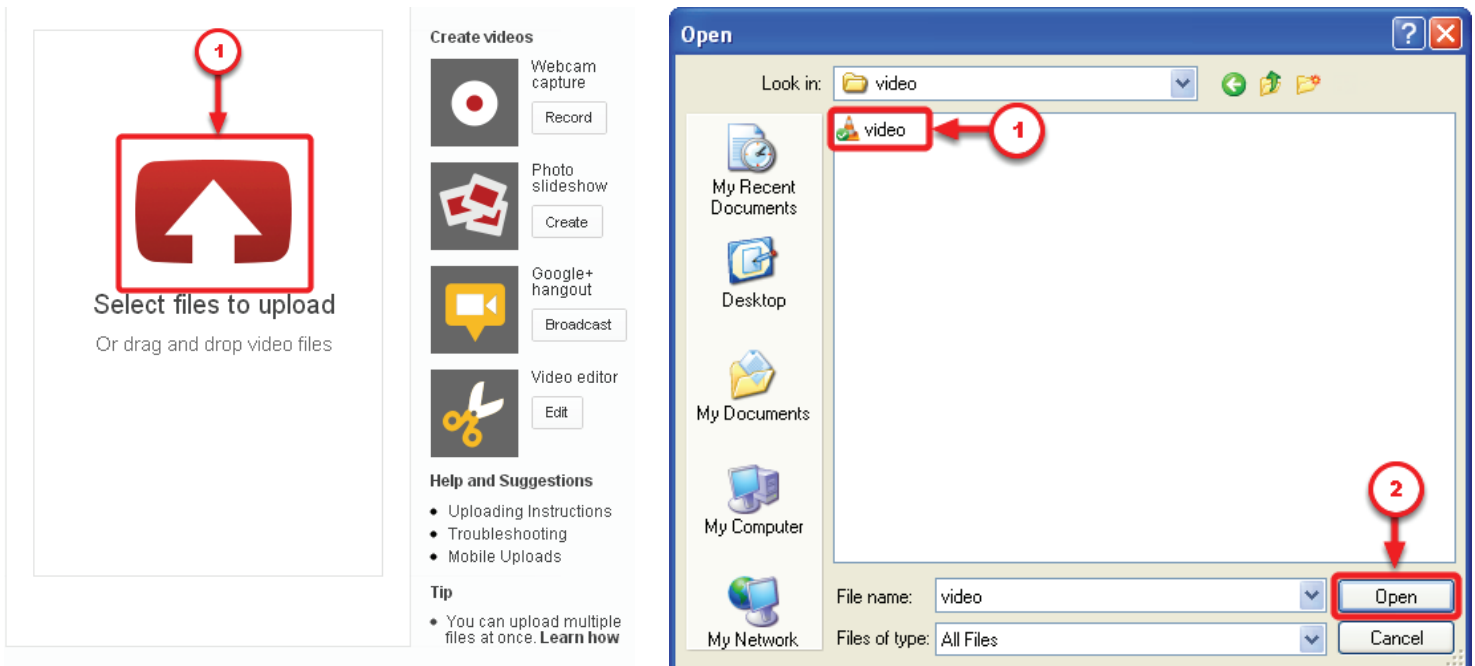 1
Select files to upload
Or drag and drop video files
Create videos
Webcam
capture
Record
Photo
slideshow
Create
Google+
hangout
Broadcast
Video editor
Edit
Help and Suggestions
• Uploading Instructions
• Troubleshooting
• Mobile Uploads
Tip
• You can upload multiple
files at once. Learn how
Open
?
Look in:
video
video
1
My Recent
Documents
Desktop
My Documents
My Computer
My Network
2
File name:
video
Open
Files of type:
All Files
Cancel